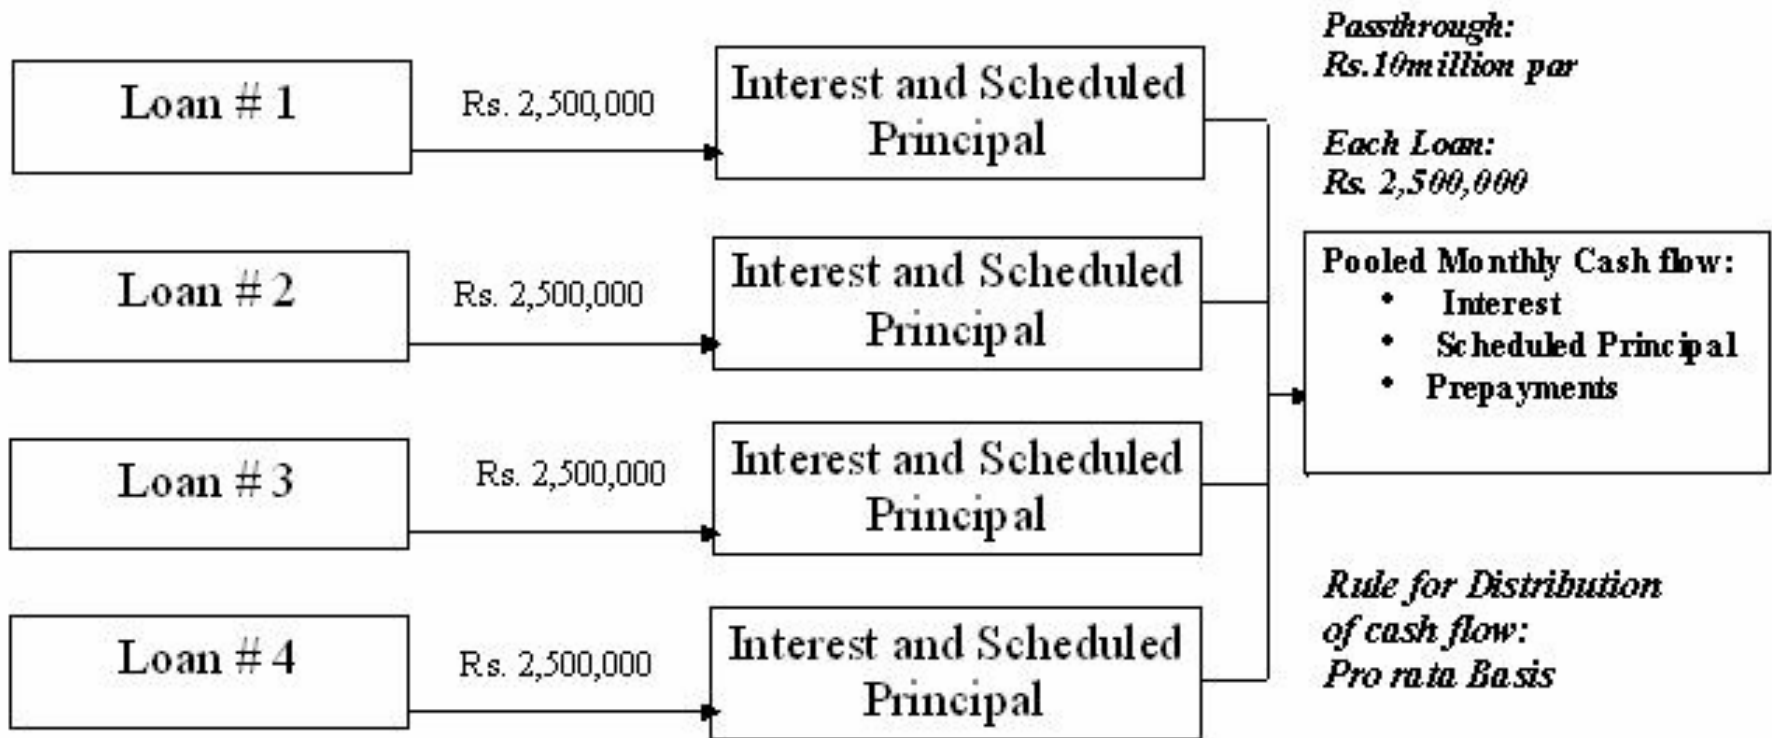 Loan # 1
Rs. 2,500,000
Interest and Scheduled
Principal
Loan # 2
Rs. 2,500,000
Interest and Scheduled
Principal
Loan # 3
Rs. 2,500,000
Interest and Scheduled
Principal
Loan # 4
Rs. 2,500,000
Interest and Scheduled
Principal
Passthrough:
Rs.10million par
Each Loan:
Rs. 2,500,000
Pooled Monthly Cash flow:
• Interest
• Scheduled Principal
• Prepayments
Rule for Distribution
of cash flow:
Pro rata Basis